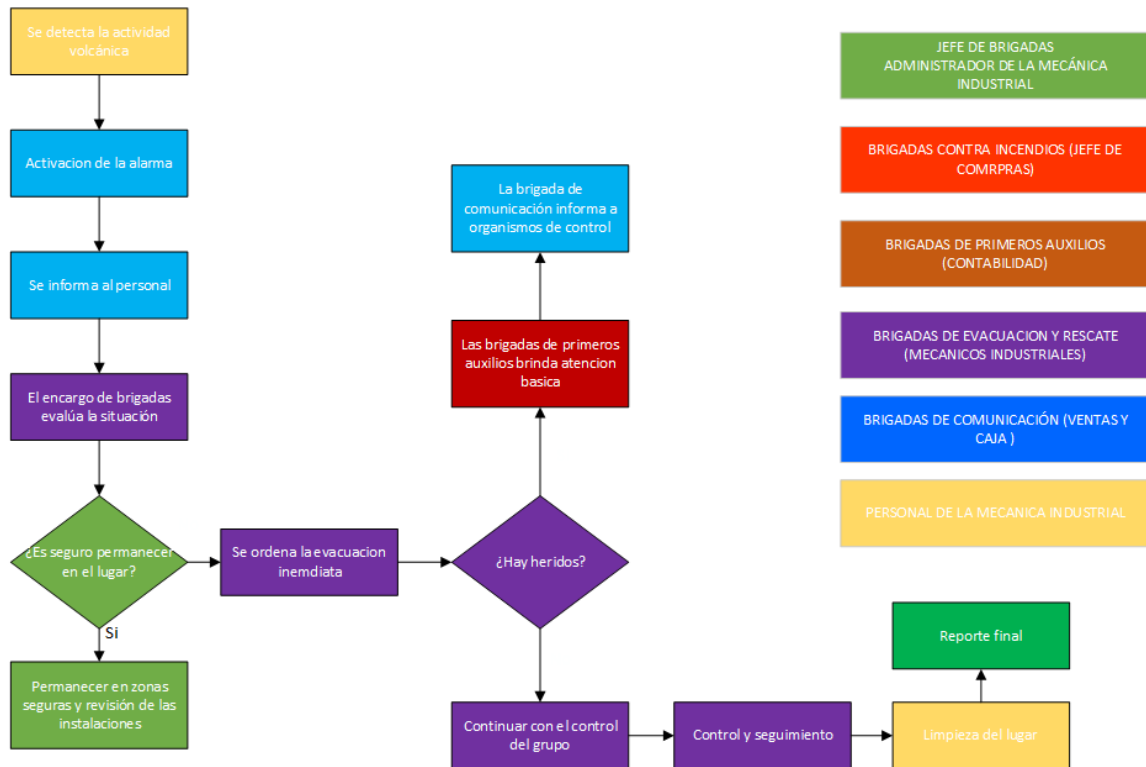 Se detecta la actividad
volcánica
Activacion de la alarma
Se informa al personal
El encargo de brigadas
evalúa la situación
¿Es seguro permanecer
en el lugar?
Si
Permanecer en zonas
seguras y revisión de las
instalaciones
Se ordena la evacuacion
inemdiata
La brigada de
comunicación informa a
organismos de control
Las brigadas de primeros
auxilios brinda atencion
basica
¿Hay heridos?
Continuar con el control
del grupo
Control y seguimiento
Limpieza del lugar
Reporte final
JEFE DE BRIGADAS
ADMINISTRADOR DE LA MECÁNICA
INDUSTRIAL
BRIGADAS CONTRA INCENDIOS (JEFE DE
COMRPRAS)
BRIGADAS DE PRIMEROS AUXILIOS
(CONTABILIDAD)
BRIGADAS DE EVACUACION Y RESCATE
(MECANICOS INDUSTRIALES)
BRIGADAS DE COMUNICACIÓN (VENTAS Y
CAJA )
PERSONAL DE LA MECANICA INDUSTRIAL